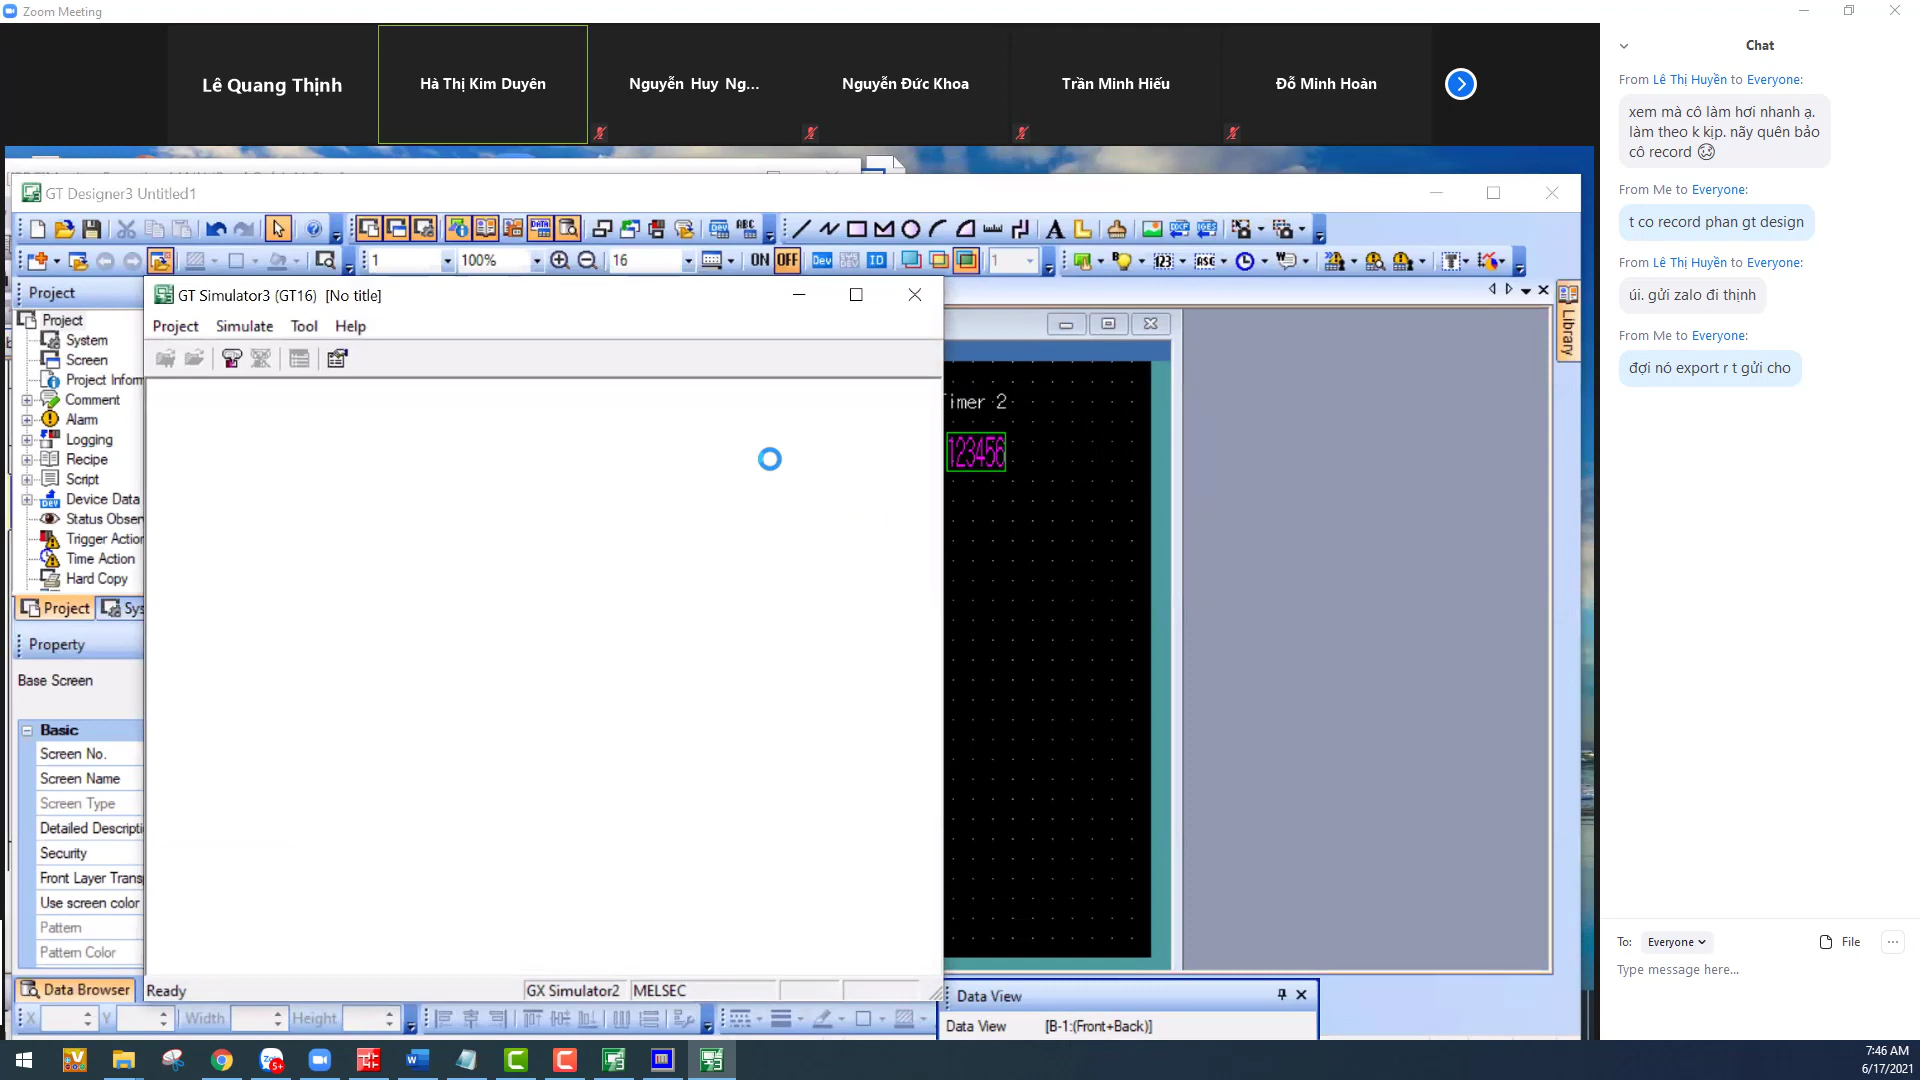 Zoom Meeting
Lê Quang Thịnh
Hà Thị Kim Duyên
Nguyễn Huy Ng...
Nguyễn Đức Khoa
Trần Minh Hiếu
Đỗ Minh Hoàn
GT Designer3 Untitled1
1
100%
16
ON
OFF
Dev
ID
1
Project
GT Simulator3 (GT16) [No title]
Project
Simulate
Tool
Help
Project
System
Screen
Project Inform
Comment
Alarm
Logging
Recipe
Script
Device Data
Status Obser
Trigger Action
Time Action
Hard Copy
Project
Sys
Property
Base Screen
Basic
Screen No.
Screen Name
Screen Type
Detailed Descripti
Security
Front Layer Trans
Use screen color
Pattern
Pattern Color
Data Browser
Ready
GX Simulator2
MELSEC
X
Y
Width
Height
Timer 2
123456
Library
Data View
Data View
[B-1:(Front+Back)]
Chat
From Lê Thị Huyền to Everyone:
xem mà cô làm hơi nhanh ạ.
làm theo k kịp. nãy quên bảo
cô record
From Me to Everyone:
t co record phan gt design
From Lê Thị Huyền to Everyone:
úi. gửi zalo đi thịnh
From Me to Everyone:
đợi nó export r t gửi cho
To:
Everyone
File
Type message here...
7:46 AM
6/17/2021